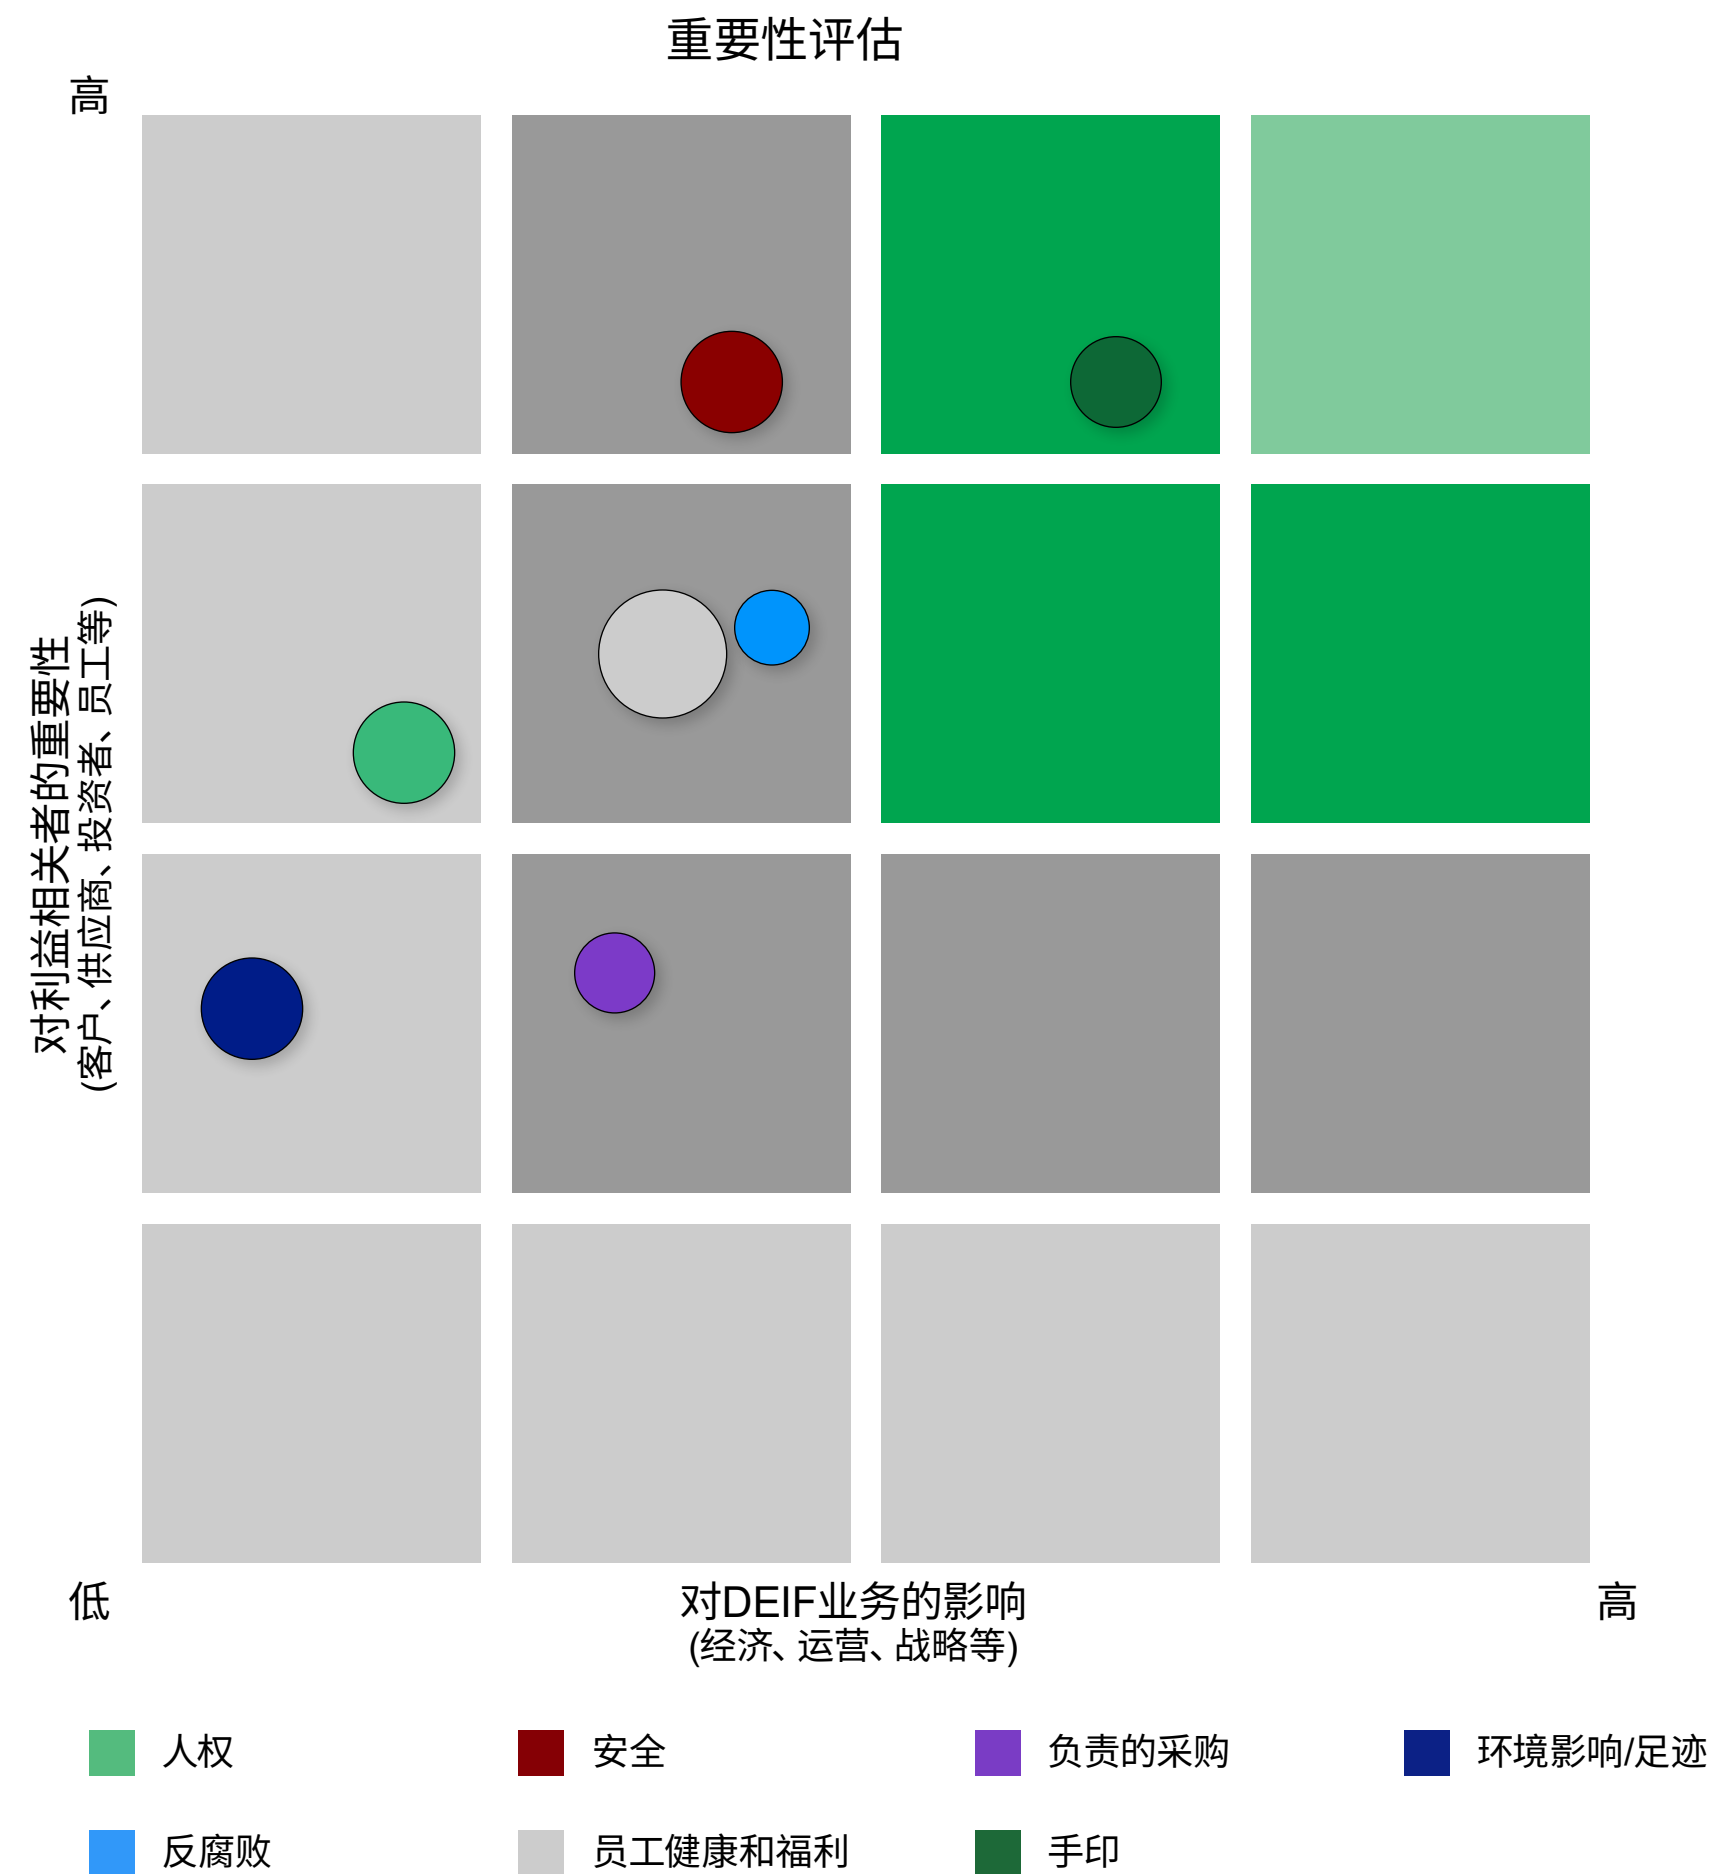 重要性评估
高
对利益相关者的重要性
(客户、供应商、投资者、员工等)
低
对DEIF业务的影响
高
(经济、运营、战略等)
人权
安全
负责的采购
环境影响/足迹
反腐败
员工健康和福利
手印